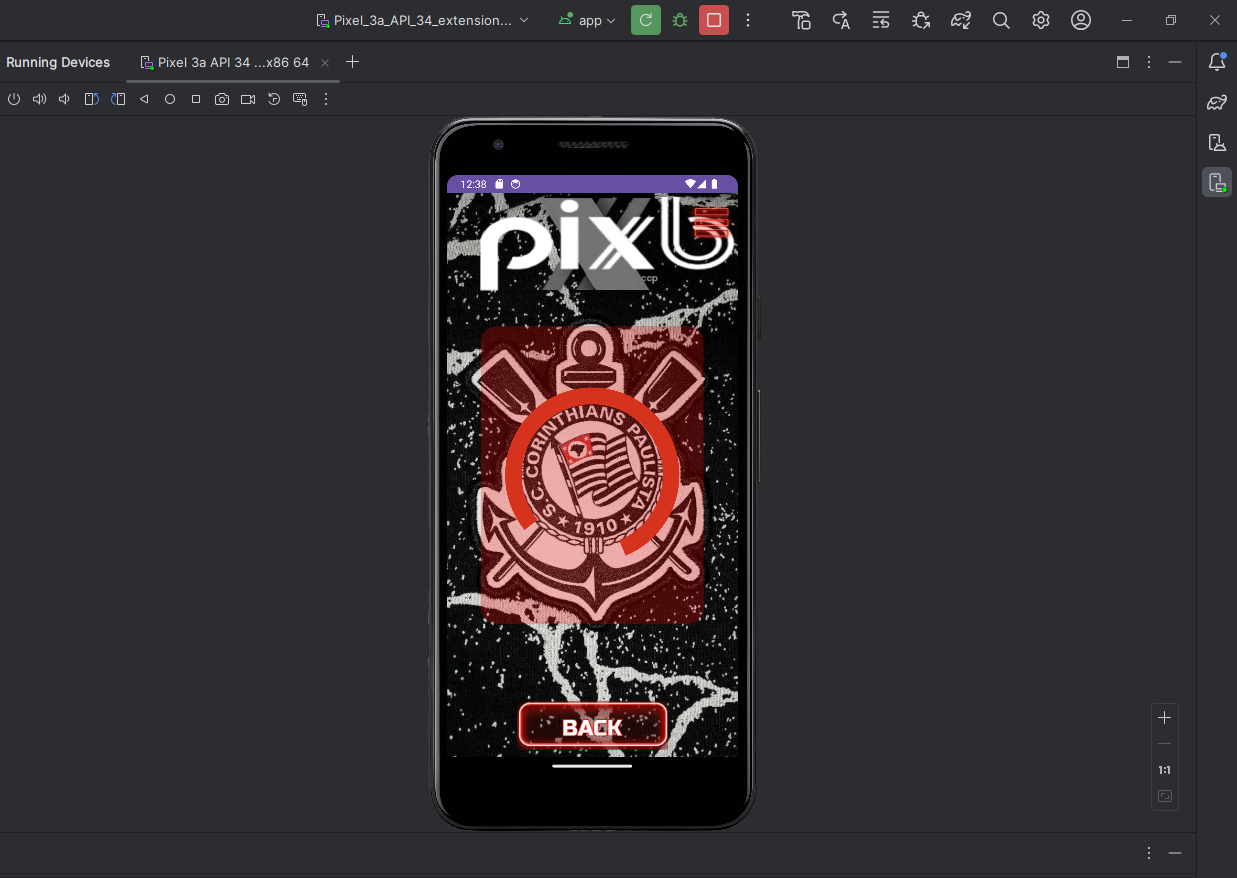 Pixel_3a_API_34_extension...
app
Running Devices
Pixel 3a API 34 ...x86 64
12:38
pix
ccp
S.C. CORINTHIANS PAULISTA
1910
BACK
1:1